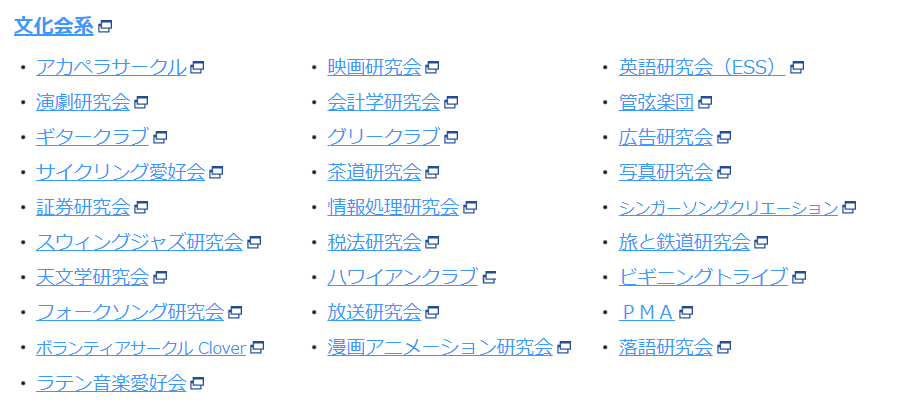 文化会系
・アカペラサークル ・映画研究会 ・英語研究会（ESS）
・演劇研究会 ・会計学研究会 ・管弦楽団
・ギタークラブ ・グリークラブ ・広告研究会
・サイクリング愛好会 ・茶道研究会 ・写真研究会
・証券研究会 ・情報処理研究会 ・シンガーソングクリエーション
・スウィングジャズ研究会 ・税法研究会 ・旅と鉄道研究会
・天文学研究会 ・ハワイアンクラブ ・ビギニングトライブ
・フォークソング研究会 ・放送研究会 ・ＰＭＡ
・ボランティアサークル Clover ・漫画アニメーション研究会 ・落語研究会
・ラテン音楽愛好会